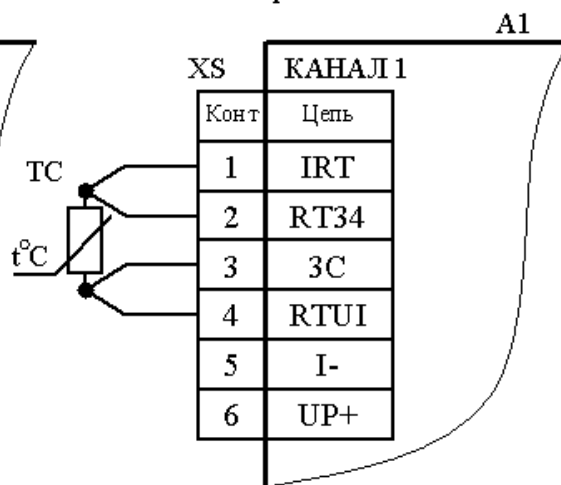 A1
XS КАНАЛ 1
Конт Цепь
TC
1 IRT
2 RT34
t°C
3 3C
4 RTUI
5 I-
6 UP+